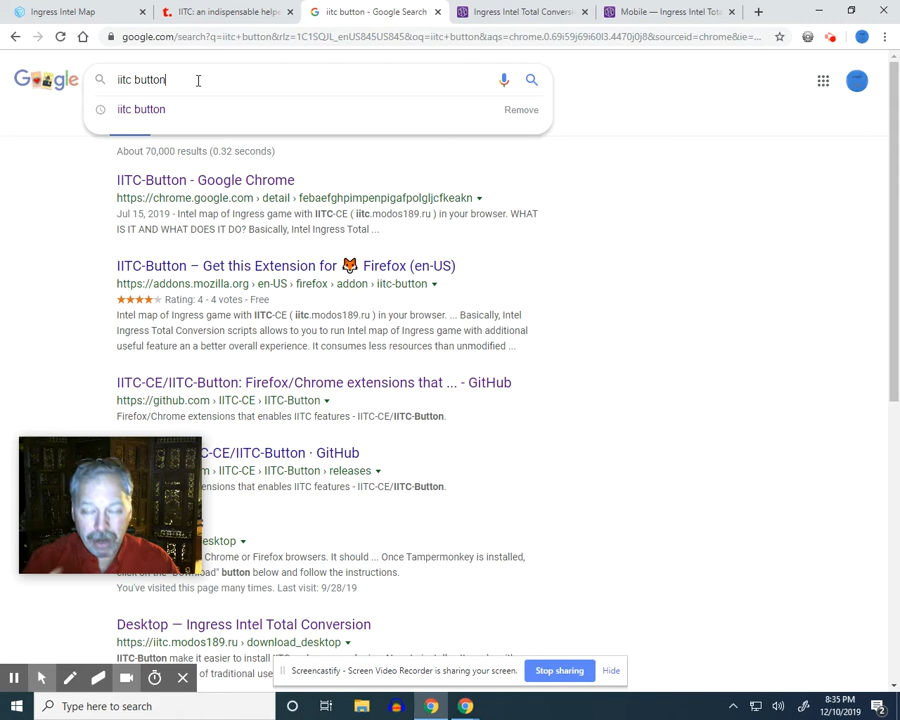 Ingress Intel Map
IITC: an indispensable helpe
iitc button - Google Search
Ingress Intel Total Conversi
Mobile — Ingress Intel Tota
google.com/search?q=iitc+button&rlz=1C1SQJL_enUS845US845&oq=iitc+button&aqs=chrome.0.69i59j69i60l3.4470j0j8&sourceid=chrome&ie=...
Google
iitc button
iitc button
Remove
About 70,000 results (0.32 seconds)
IITC-Button - Google Chrome
https://chrome.google.com › detail › febaefghpimpenpigafpolgljcfkeakn
Jul 15, 2019 - Intel map of Ingress game with IITC-CE ( iitc.modos189.ru ) in your browser. WHAT
IS IT AND WHAT DOES IT DO? Basically, Intel Ingress Total ...
IITC-Button – Get this Extension for 🦊 Firefox (en-US)
https://addons.mozilla.org › en-US › firefox › addon › iitc-button
Rating: 4 - 4 votes - Free
Intel map of Ingress game with IITC-CE ( iitc.modos189.ru ) in your browser. ... Basically, Intel
Ingress Total Conversion scripts allows to you to run Intel map of Ingress game with additional
feature an a better overall experience. It consumes less resources than unmodified ...
IITC-CE/IITC-Button: Firefox/Chrome extensions that ... - GitHub
https://github.com › IITC-CE › IITC-Button
Firefox/Chrome extensions that enables IITC features - IITC-CE/IITC-Button.
C-CE/IITC-Button · GitHub
m › IITC-CE › IITC-Button › releases
ensions that enables IITC features - IITC-CE/IITC-Button.
esktop
Chrome or Firefox browsers. It should ... Once Tampermonkey is installed,
click on the "Download" button below and follow the instructions.
You've visited this page many times. Last visit: 9/28/19
Desktop — Ingress Intel Total Conversion
https://iitc.modos189.ru › download_desktop
IITC-Button make it easier to install
of traditional
Screencastify - Screen Video Recorder is sharing your screen.
Stop sharing
Hide
Type here to search
8:35 PM
12/10/2019
2